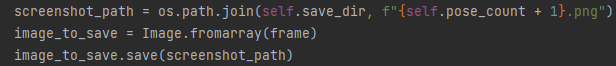 screenshot_path = os.path.join(self.save_dir, f"{self.pose_count + 1}.png")
image_to_save = Image.fromarray(frame)
image_to_save.save(screenshot_path)